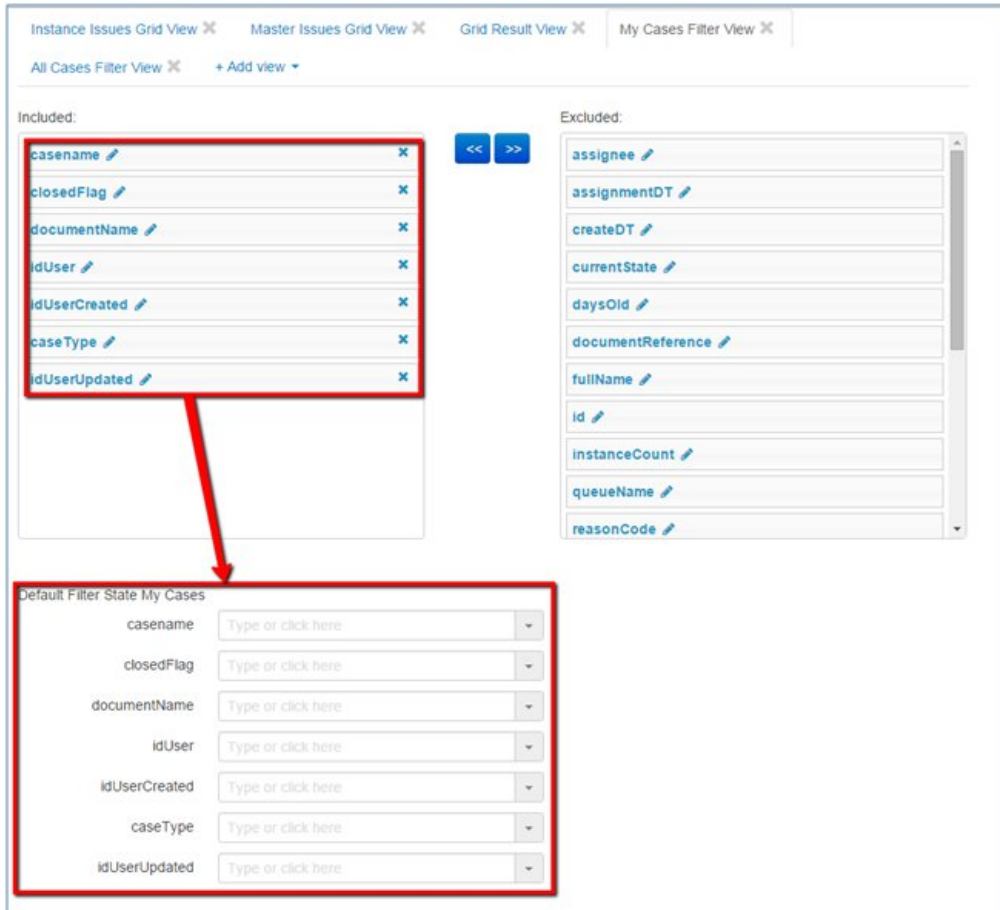 Instance Issues Grid View
Master Issues Grid View
Grid Result View
My Cases Filter View
All Cases Filter View
+ Add view
Included:
casename
closedFlag
documentName
idUser
idUserCreated
caseType
idUserUpdated
<<
>>
Excluded:
assignee
assignmentDT
createDT
currentState
daysOld
documentReference
fullName
id
instanceCount
queueName
reasonCode
Default Filter State My Cases
casename Type or click here
closedFlag Type or click here
documentName Type or click here
idUser Type or click here
idUserCreated Type or click here
caseType Type or click here
idUserUpdated Type or click here